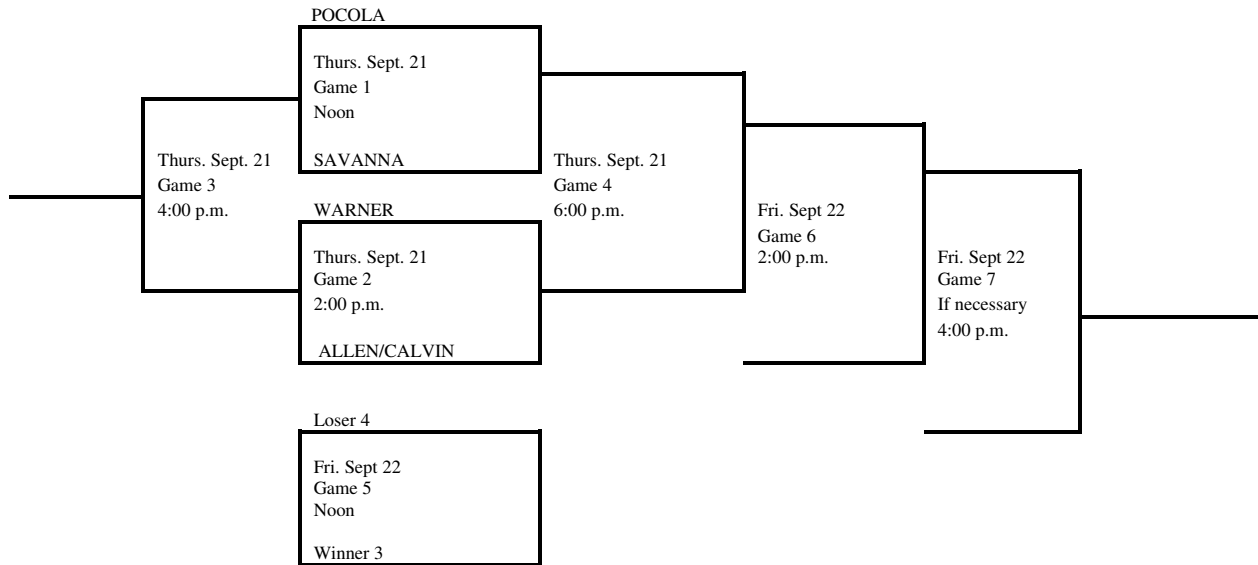 POCOLA
Thurs. Sept. 21
Game 1
Noon
SAVANNA
Thurs. Sept. 21
Game 3
4:00 p.m.
WARNER
Thurs. Sept. 21
Game 2
2:00 p.m.
ALLEN/CALVIN
Thurs. Sept. 21
Game 4
6:00 p.m.
Fri. Sept 22
Game 6
2:00 p.m.
Fri. Sept 22
Game 7
If necessary
4:00 p.m.
Loser 4
Fri. Sept 22
Game 5
Noon
Winner 3